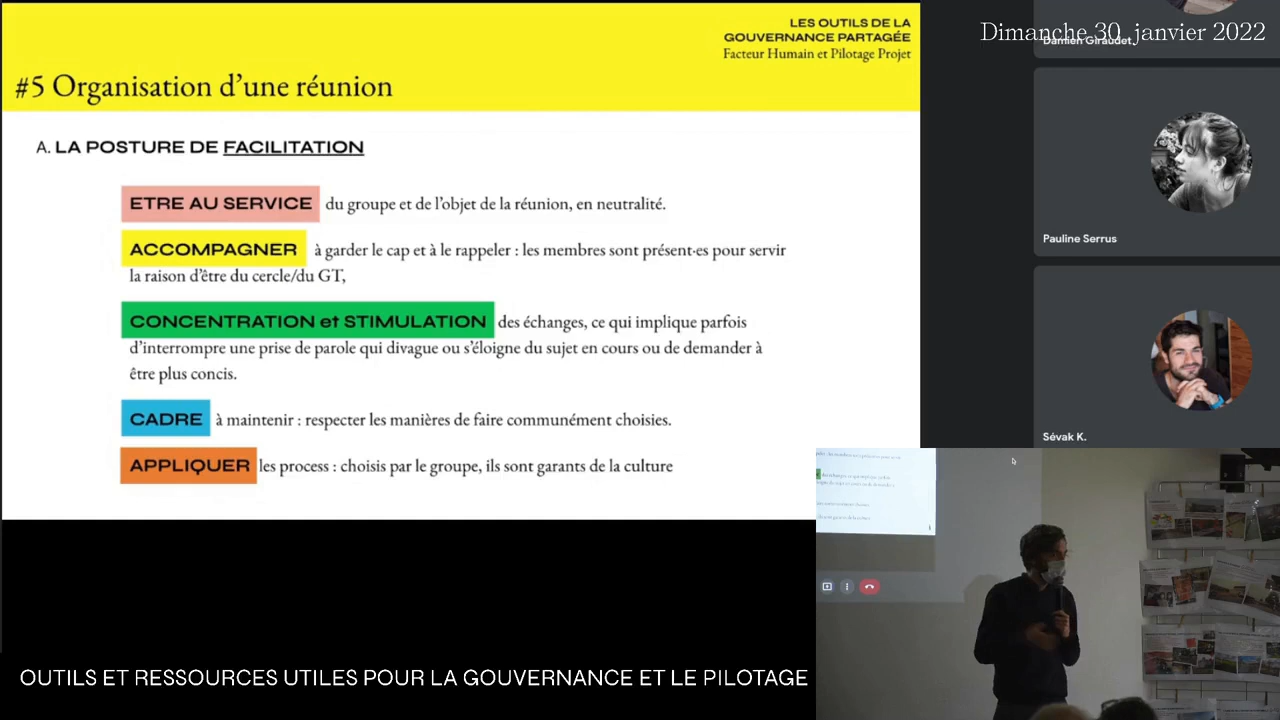 LES OUTILS DE LA
GOUVERNANCE PARTAGÉE
Facteur Humain et Pilotage Projet
#5 Organisation d'une réunion
A. LA POSTURE DE FACILITATION
ETRE AU SERVICE du groupe et de l'objet de la réunion, en neutralité.
ACCOMPAGNER à garder le cap et à le rappeler : les membres sont présent·es pour servir
la raison d'être du cercle/du GT,
CONCENTRATION et STIMULATION des échanges, ce qui implique parfois
d'interrompre une prise de parole qui divague ou s'éloigne du sujet en cours ou de demander à
être plus concis.
CADRE à maintenir : respecter les manières de faire communément choisies.
APPLIQUER les process : choisis par le groupe, ils sont garants de la culture
Dimanche 30 janvier 2022
Damien Giraudet
Pauline Serrus
Sévak K.
OUTILS ET RESSOURCES UTILES POUR LA GOUVERNANCE ET LE PILOTAGE